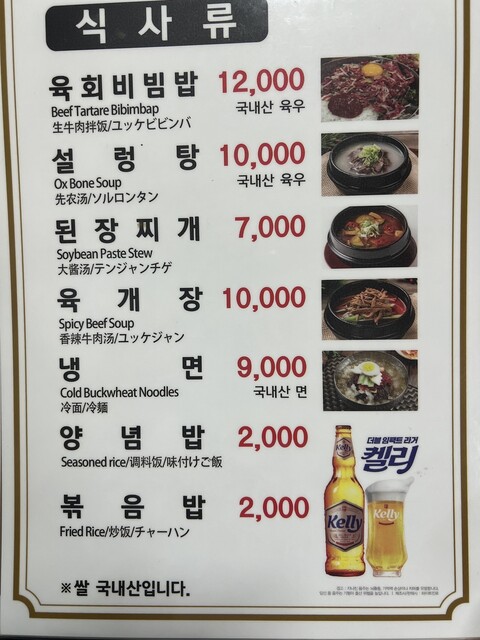 식사류
육회비빔밥 12,000
Beef Tartare Bibimbap 국내산 육우
生牛肉拌饭/ユッケビビンバ
설렁탕 10,000
Ox Bone Soup 국내산 육우
先农汤/ソルロンタン
된장찌개 7,000
Soybean Paste Stew
大酱汤/テンジャンチゲ
육개장 10,000
Spicy Beef Soup
香辣牛肉汤/ユッケジャン
냉면 9,000
Cold Buckwheat Noodles 국내산 면
冷面/冷麺
양념밥 2,000
Seasoned rice/调料饭/味付けご飯
볶음밥 2,000
Fried Rice/炒饭/チャーハン
더블 임팩트 라거
켈리
Kelly
Kelly
※쌀 국내산입니다.